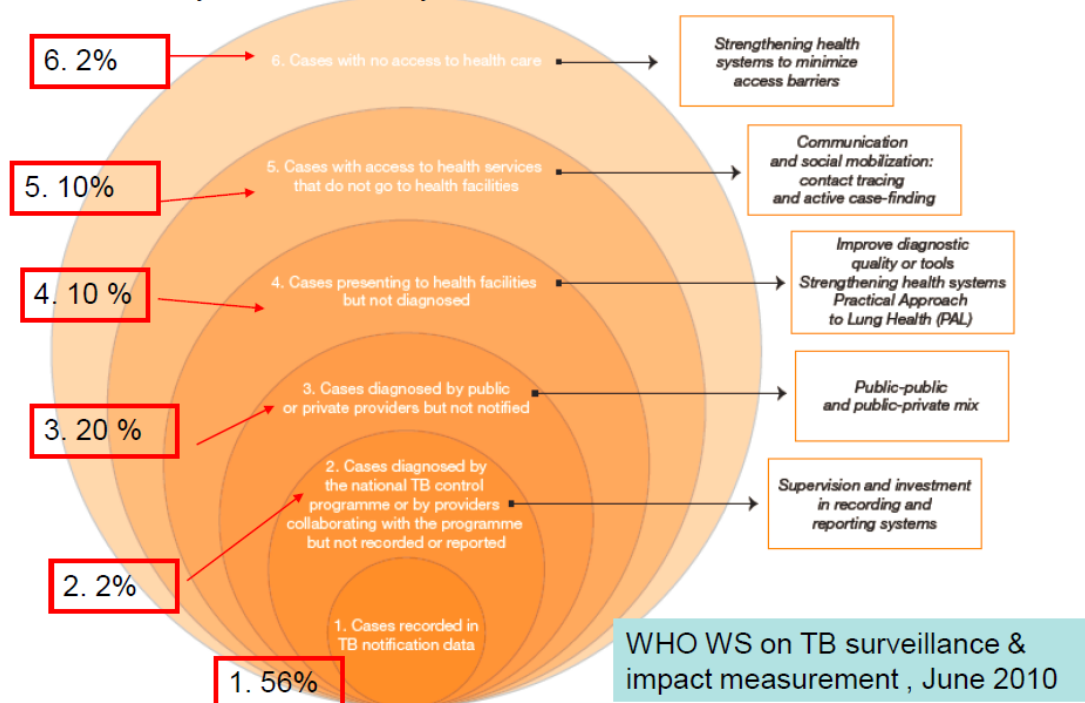 6. 2%
6. Cases with no access to health care
Strengthening health
systems to minimize
access barriers
5. 10%
5. Cases with access to health services
that do not go to health facilities
Communication
and social mobilization:
contact tracing
and active case-finding
4. 10 %
4. Cases presenting to health facilities
but not diagnosed
Improve diagnostic
quality or tools
Strengthening health systems
Practical Approach
to Lung Health (PAL)
3. 20 %
3. Cases diagnosed by public
or private providers but not notified
Public-public
and public-private mix
2. 2%
2. Cases diagnosed by
the national TB control
programme or by providers
collaborating with the programme
but not recorded or reported
Supervision and investment
in recording and
reporting systems
1. 56%
1. Cases recorded in
TB notification data
WHO WS on TB surveillance &
impact measurement , June 2010